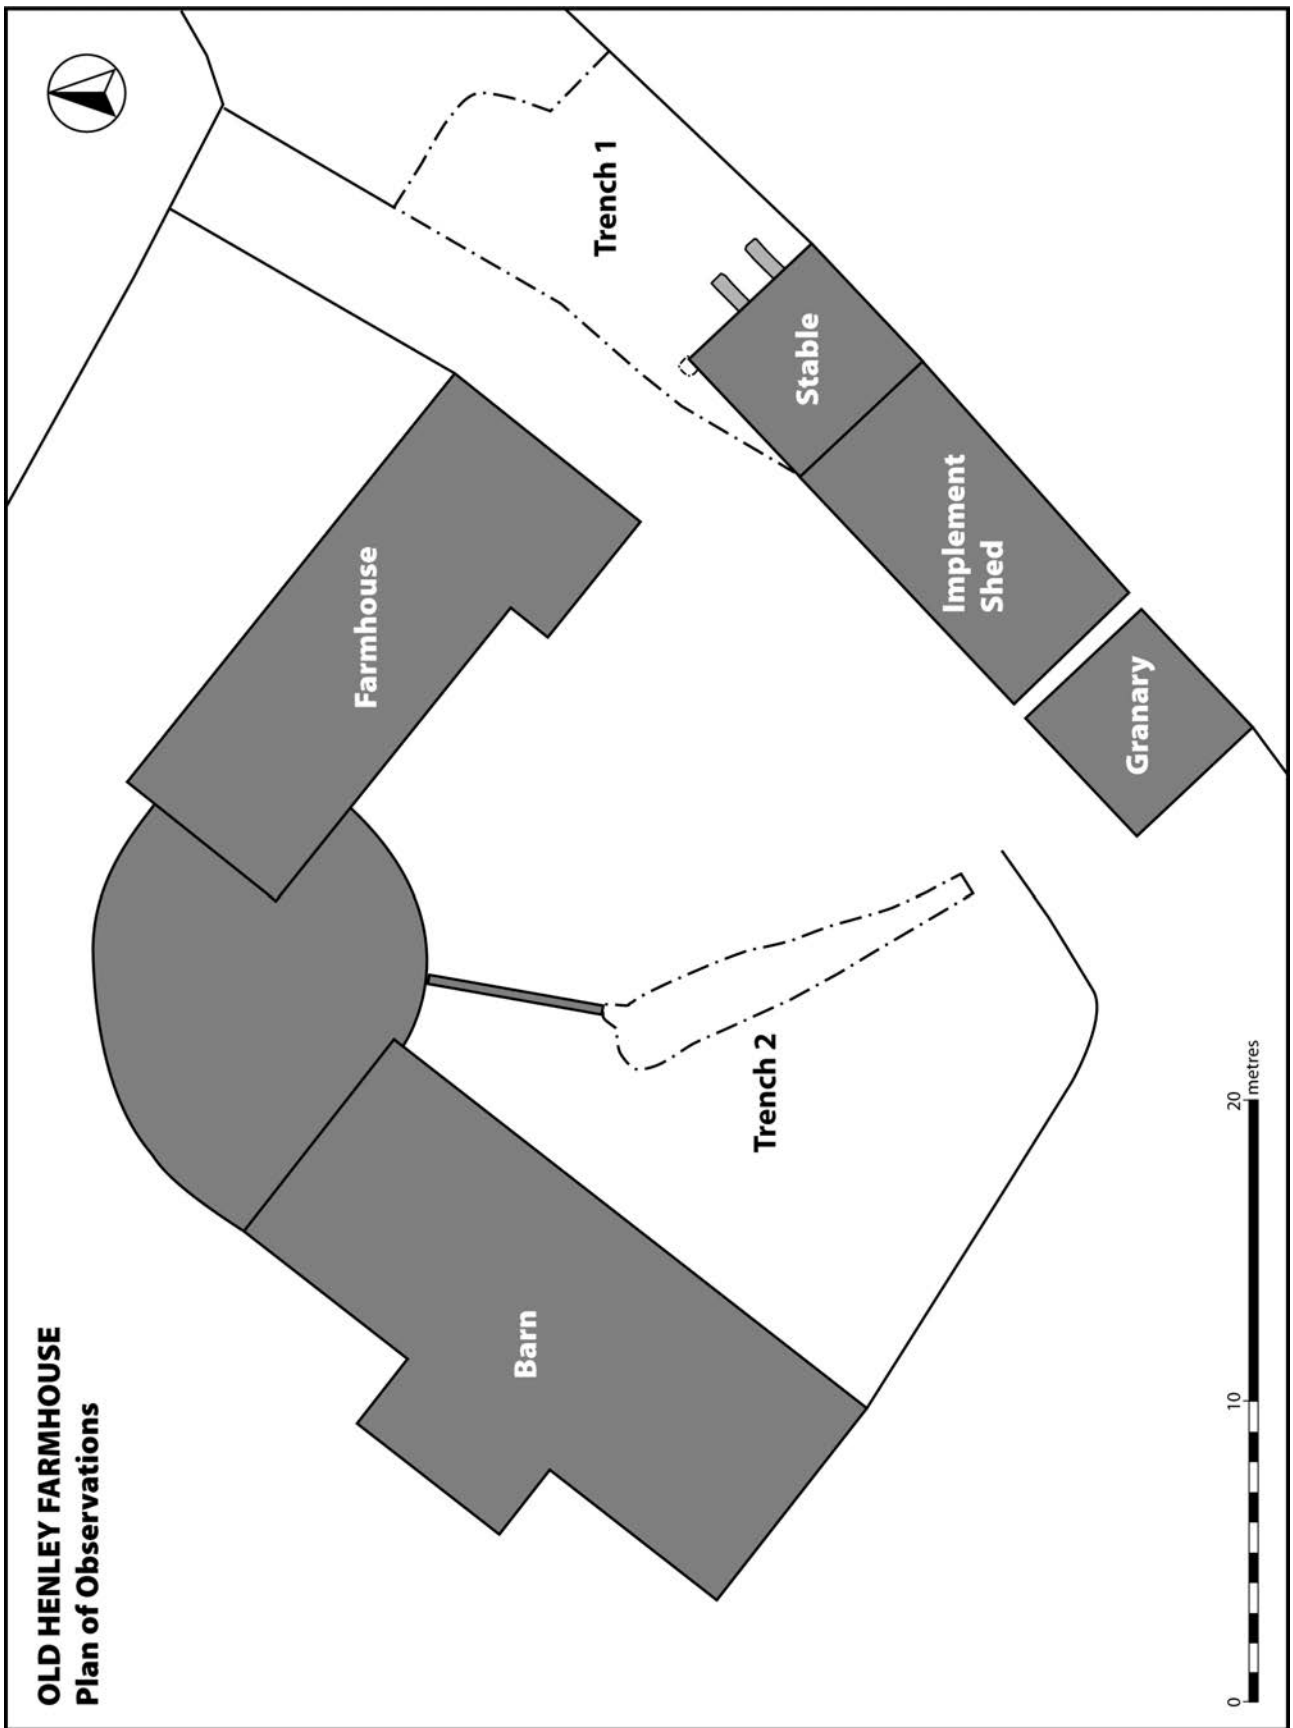 OLD HENLEY FARMHOUSE
Plan of Observations
Farmhouse
Barn
Trench 1
Stable
Implement
Shed
Granary
Trench 2
0 10 20 metres